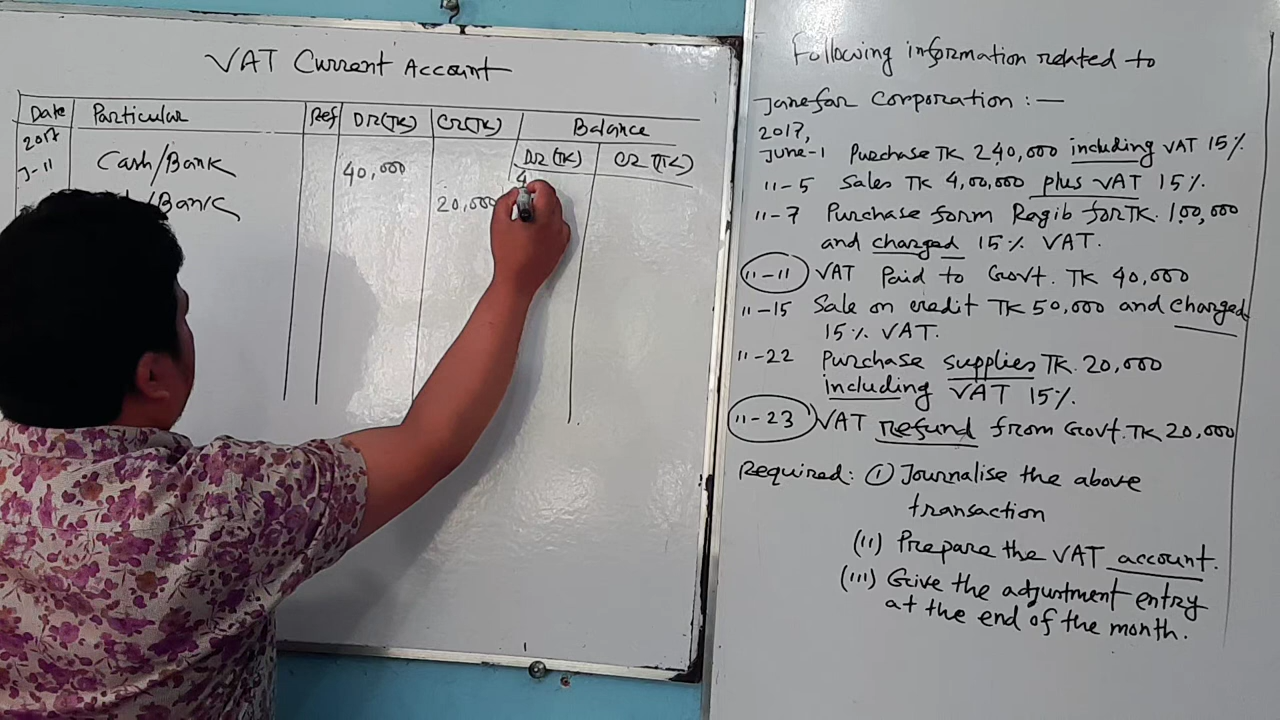 VAT Current Account
Date Particular Ref DR(TK) CR(TK) Balance
2017 DR(TK) CR(TK)
J-11 Cash/Bank 40,000 4
/Bank 20,000
Following information related to
Janefar Corporation :—
2017,
June-1 Purchase TK 240,000 including VAT 15%
"-5 Sales TK 4,00,000 plus VAT 15%.
"-7 Purchase form Ragib for TK. 1,00,000
and charged 15% VAT.
"-11 VAT Paid to Govt. TK 40,000
"-15 Sale on credit TK 50,000 and charged
15% VAT.
"-22 Purchase supplies TK. 20,000
including VAT 15%.
"-23 VAT refund from Govt. TK 20,000
Required: (I) Journalise the above
transaction
(II) Prepare the VAT account.
(III) Give the adjustment entry
at the end of the month.